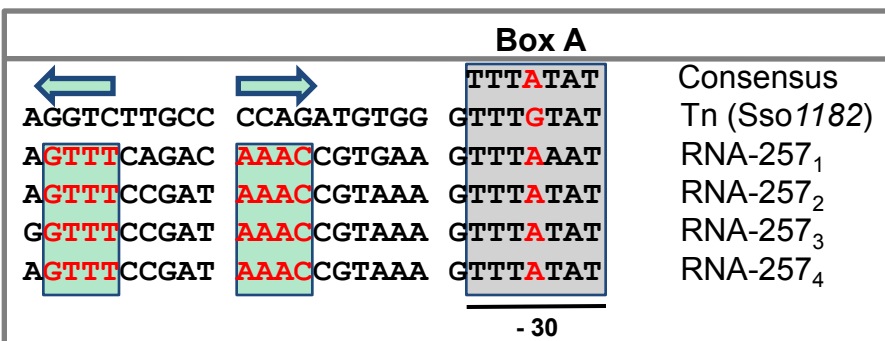 Box A
TTTATAT Consensus
AGGTCTTGCC CCAGATGTGG GTTTGTAT Tn (Sso1182)
AGTTTCAGAC AAACCGTGAA GTTTAAAT RNA-257₁
AGTTTCCGAT AAACCGTAAA GTTTATAT RNA-257₂
GGTTTCCGAT AAACCGTAAA GTTTATAT RNA-257₃
AGTTTCCGAT AAACCGTAAA GTTTATAT RNA-257₄
- 30